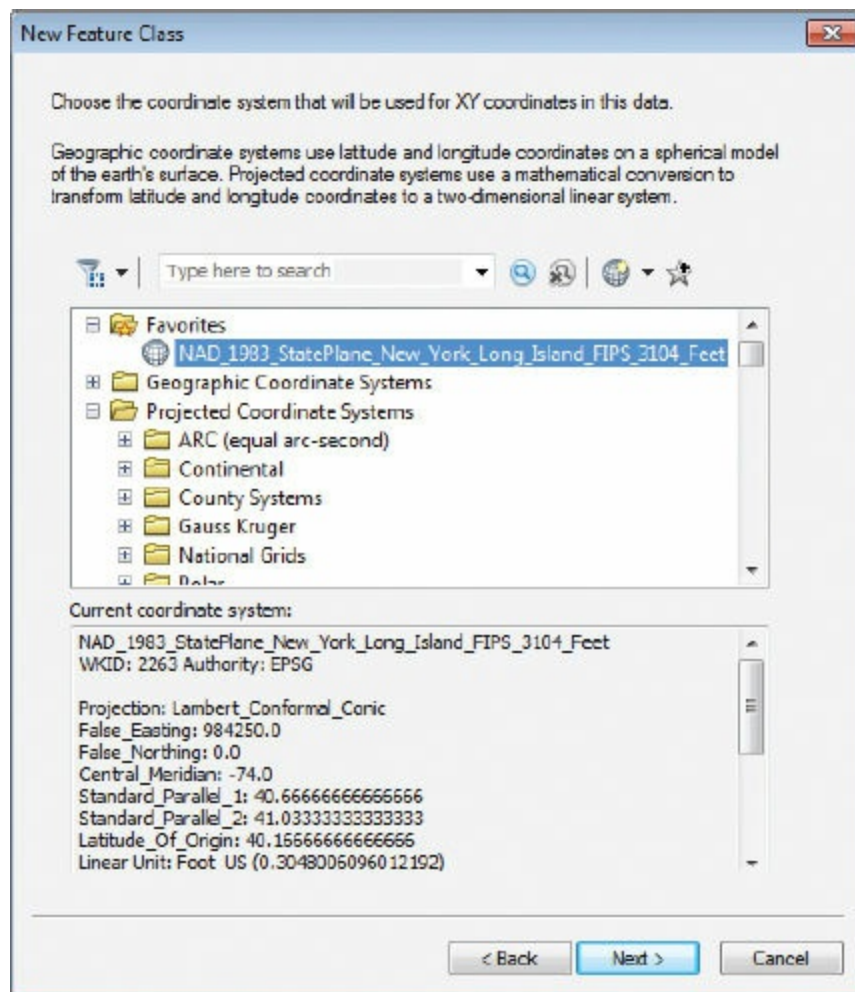 New Feature Class
Choose the coordinate system that will be used for XY coordinates in this data.
Geographic coordinate systems use latitude and longitude coordinates on a spherical model
of the earth's surface. Projected coordinate systems use a mathematical conversion to
transform latitude and longitude coordinates to a two-dimensional linear system.
Type here to search
Favorites
NAD_1983_StatePlane_New_York_Long_Island_FIPS_3104_Feet
Geographic Coordinate Systems
Projected Coordinate Systems
ARC (equal arc-second)
Continental
County Systems
Gauss Kruger
National Grids
Polar
Current coordinate system:
NAD_1983_StatePlane_New_York_Long_Island_FIPS_3104_Feet
WKID: 2263 Authority: EPSG
Projection: Lambert_Conformal_Conic
False_Easting: 984250.0
False_Northing: 0.0
Central_Meridian: -74.0
Standard_Parallel_1: 40.66666666666666
Standard_Parallel_2: 41.03333333333333
Latitude_Of_Origin: 40.16666666666666
Linear Unit: Foot_US (0.3048006096012192)
< Back
Next >
Cancel